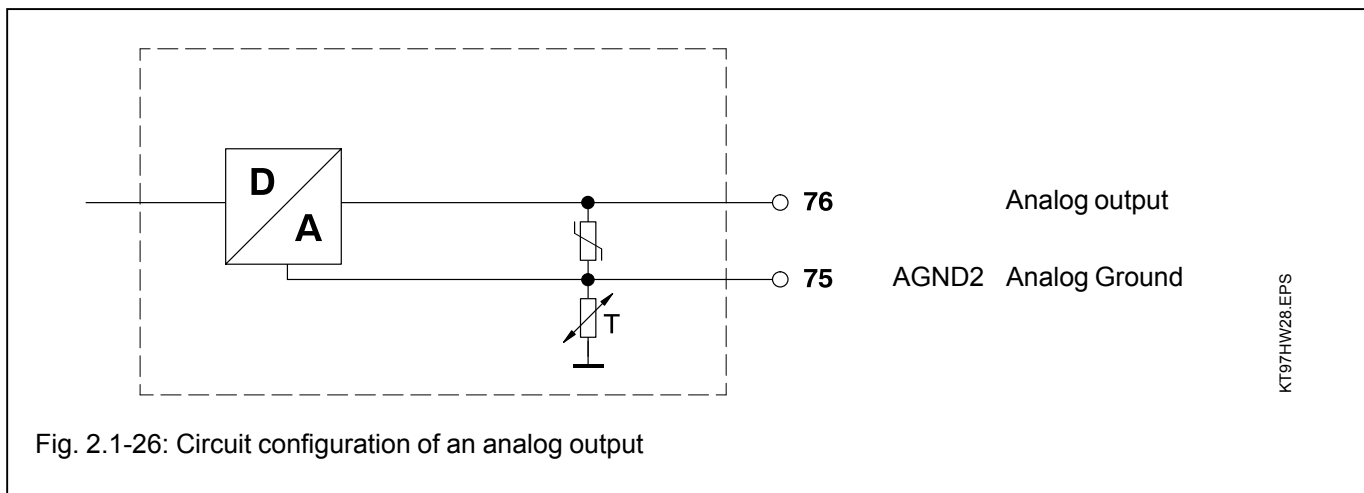 D
A
76 Analog output
75 AGND2 Analog Ground
T
KT97HW28.EPS
Fig. 2.1-26: Circuit configuration of an analog output